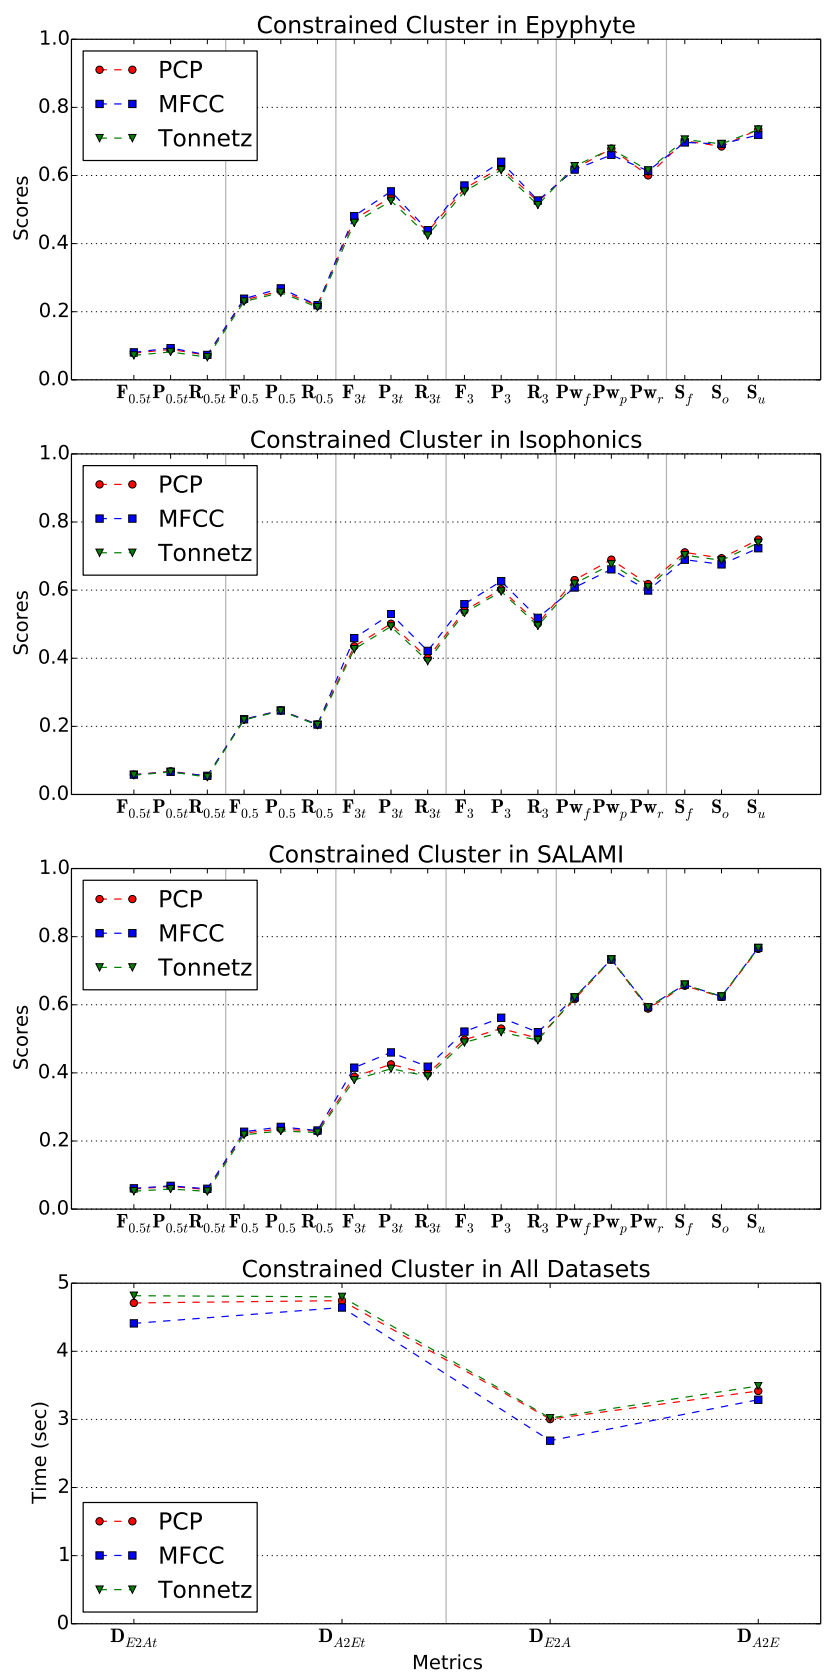 Constrained Cluster in Epyphyte
1.0
0.8
0.6
0.4
0.2
0.0
Scores
PCP
MFCC
Tonnetz
F0.5t P0.5t R0.5t F0.5 P0.5 R0.5 F3t P3t R3t F3 P3 R3 Pwf Pwp Pwr Sf So Su
Constrained Cluster in Isophonics
1.0
0.8
0.6
0.4
0.2
0.0
Scores
PCP
MFCC
Tonnetz
F0.5t P0.5t R0.5t F0.5 P0.5 R0.5 F3t P3t R3t F3 P3 R3 Pwf Pwp Pwr Sf So Su
Constrained Cluster in SALAMI
1.0
0.8
0.6
0.4
0.2
0.0
Scores
PCP
MFCC
Tonnetz
F0.5t P0.5t R0.5t F0.5 P0.5 R0.5 F3t P3t R3t F3 P3 R3 Pwf Pwp Pwr Sf So Su
Constrained Cluster in All Datasets
5
4
3
2
1
0
Time (sec)
PCP
MFCC
Tonnetz
DE2At DA2Et DE2A DA2E
Metrics